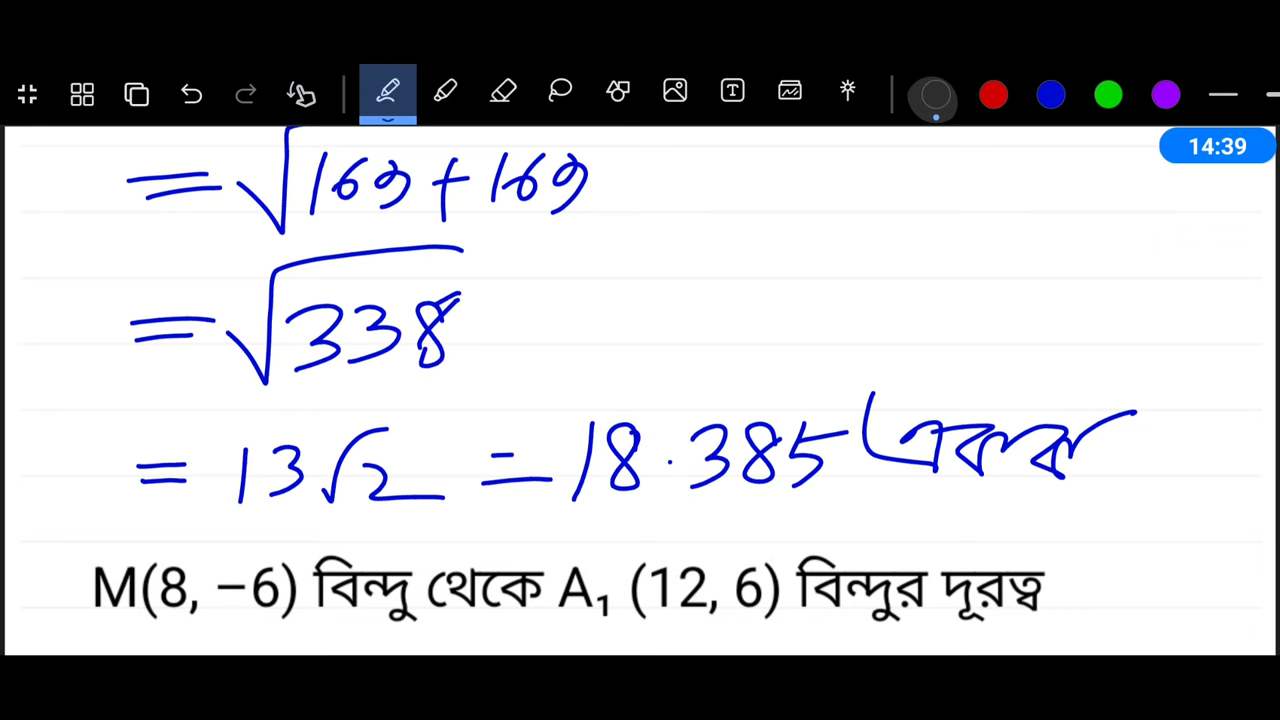 T
14:39
= √169 + 169
= √338
= 13√2 = 18.385 একক
M(8, −6) বিন্দু থেকে A₁ (12, 6) বিন্দুর দূরত্ব